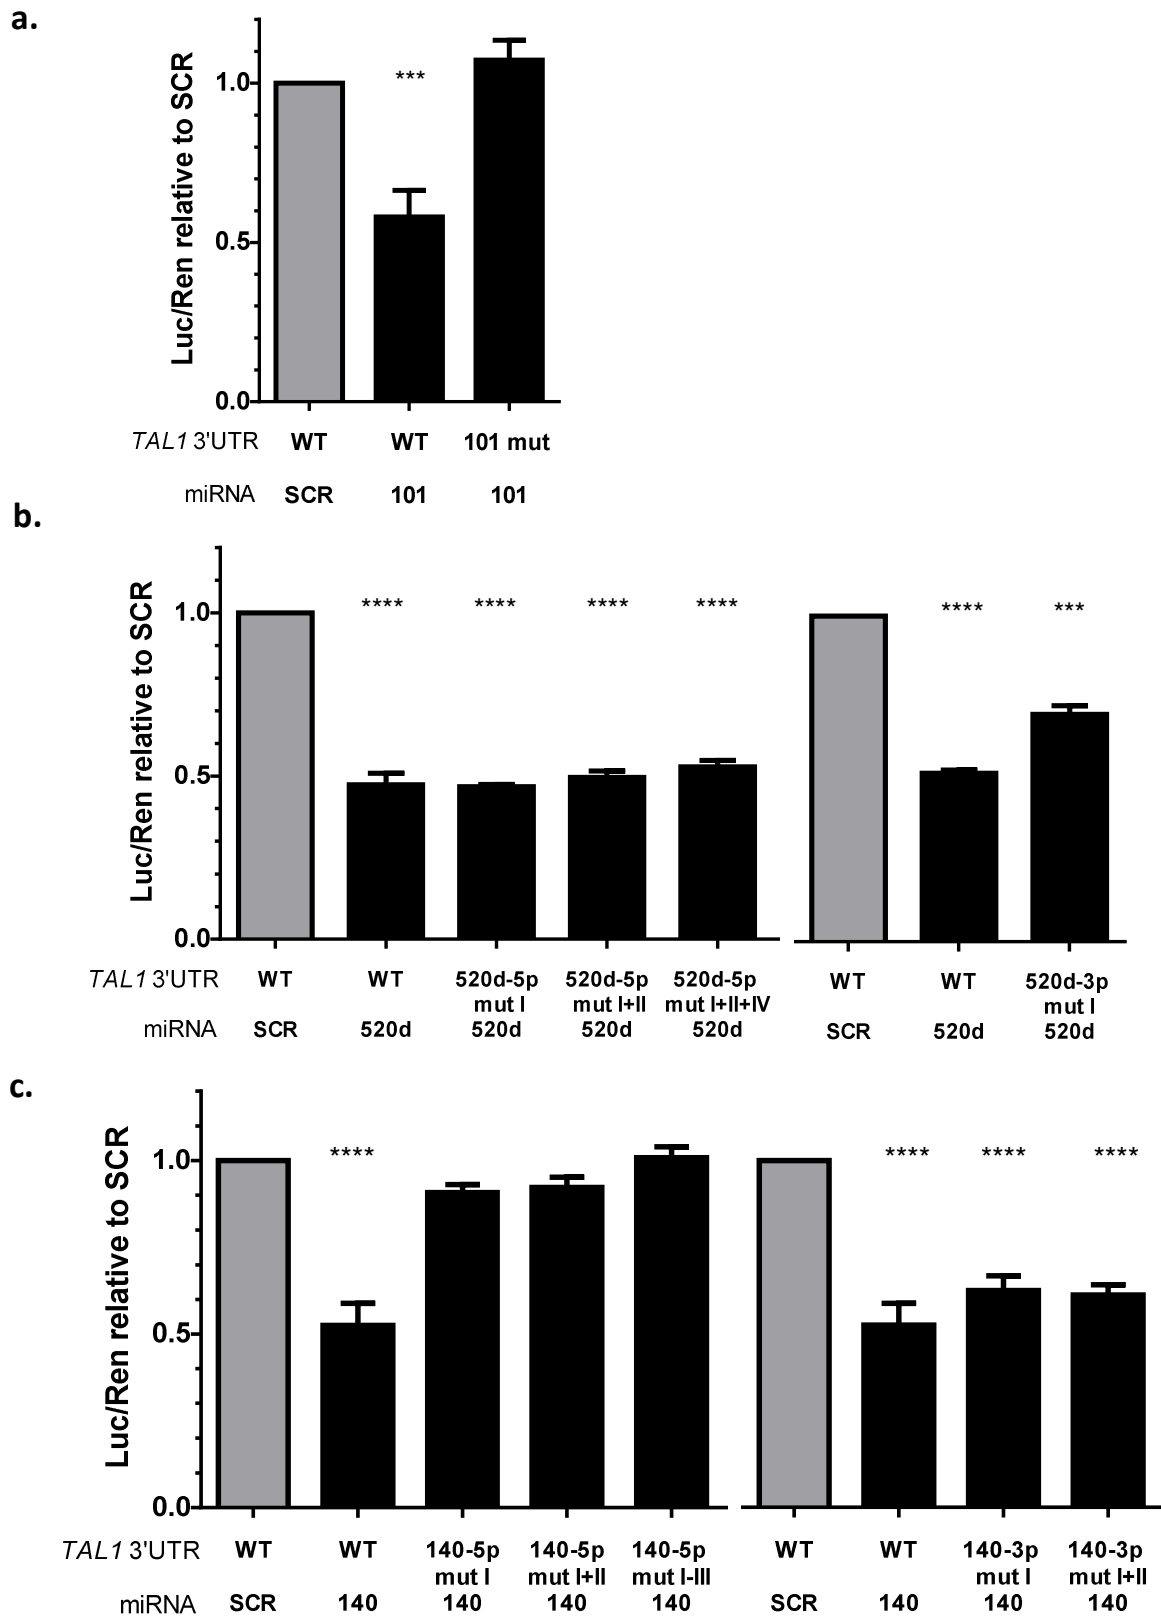 a.
Luc/Ren relative to SCR
1.0
0.5
0.0
***
TAL1 3'UTR WT WT 101 mut
miRNA SCR 101 101
b.
Luc/Ren relative to SCR
1.0
0.5
0.0
**** **** **** **** **** ***
TAL1 3'UTR WT WT 520d-5p 520d-5p 520d-5p WT WT 520d-3p
mut I mut I+II mut I+II+IV mut I
miRNA SCR 520d 520d 520d 520d SCR 520d 520d
c.
Luc/Ren relative to SCR
1.0
0.5
0.0
**** **** **** ****
TAL1 3'UTR WT WT 140-5p 140-5p 140-5p WT WT 140-3p 140-3p
mut I mut I+II mut I-III mut I mut I+II
miRNA SCR 140 140 140 140 SCR 140 140 140